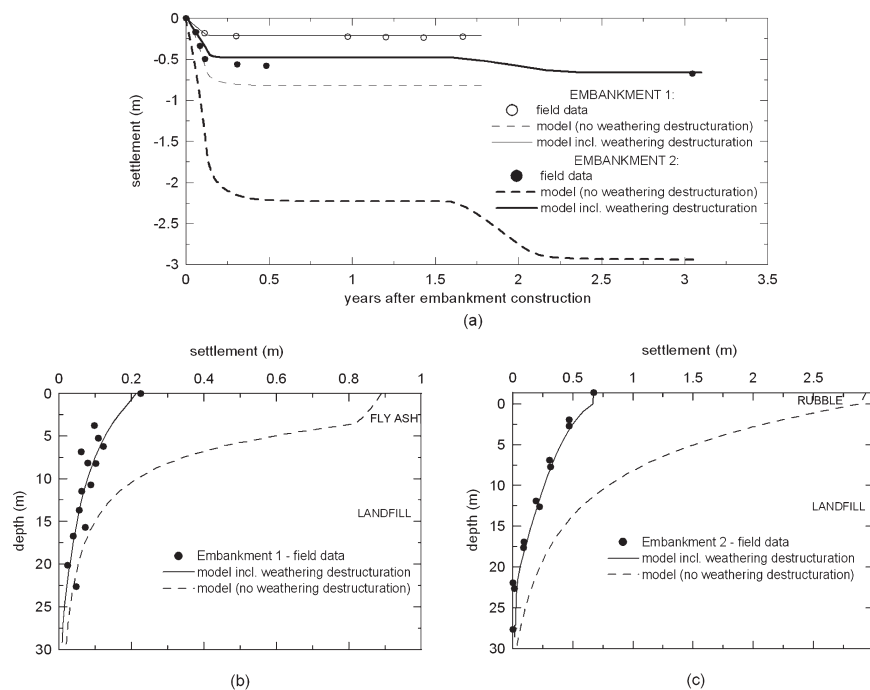 0
-0.5
-1
-1.5
-2
-2.5
-3
settlement (m)
EMBANKMENT 1:
field data
model (no weathering destructuration)
model incl. weathering destructuration
EMBANKMENT 2:
field data
model (no weathering destructuration)
model incl. weathering destructuration
0 0.5 1 1.5 2 2.5 3 3.5
years after embankment construction
(a)
settlement (m)
0 0.2 0.4 0.6 0.8 1
0
5
10
15
20
25
30
depth (m)
FLY ASH
LANDFILL
Embankment 1 - field data
model incl. weathering destructuration
model (no weathering destructuration)
(b)
settlement (m)
0 0.5 1 1.5 2 2.5
0
5
10
15
20
25
30
depth (m)
RUBBLE
LANDFILL
Embankment 2 - field data
model incl. weathering destructuration
model (no weathering destructuration)
(c)